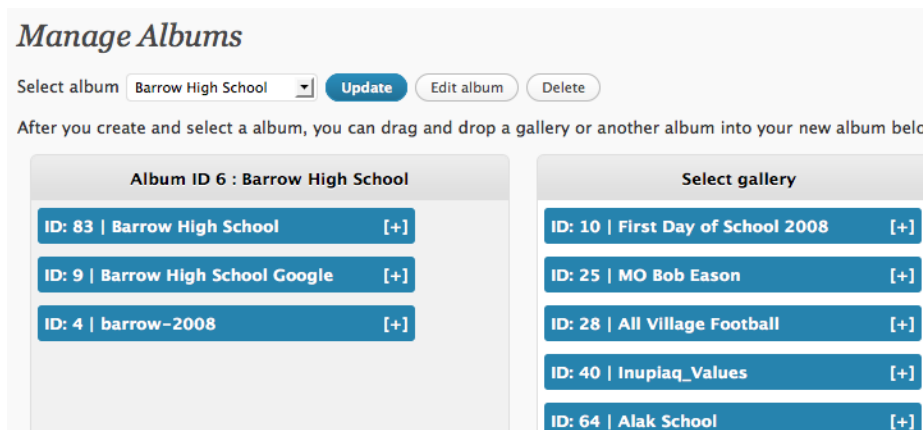 Manage Albums
Select album Barrow High School Update Edit album Delete
After you create and select a album, you can drag and drop a gallery or another album into your new album
Album ID 6 : Barrow High School
ID: 83 | Barrow High School [+]
ID: 9 | Barrow High School Google [+]
ID: 4 | barrow-2008 [+]
Select gallery
ID: 10 | First Day of School 2008 [+]
ID: 25 | MO Bob Eason [+]
ID: 28 | All Village Football [+]
ID: 40 | Inupiaq_Values [+]
ID: 64 | Alak School [+]